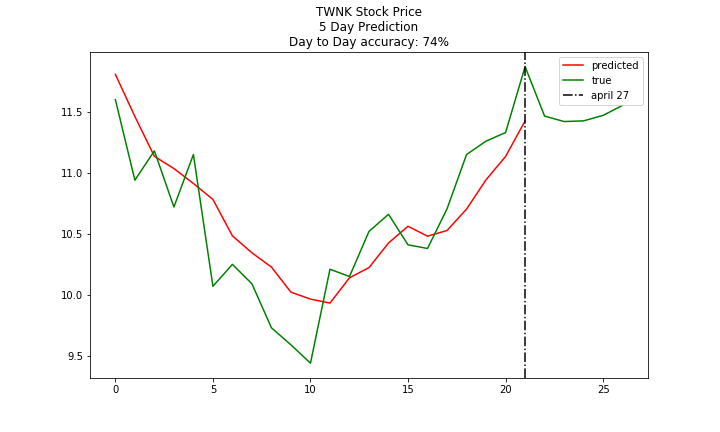 TWNK Stock Price
5 Day Prediction
Day to Day accuracy: 74%
predicted
true
april 27
11.5
11.0
10.5
10.0
9.5
0 5 10 15 20 25